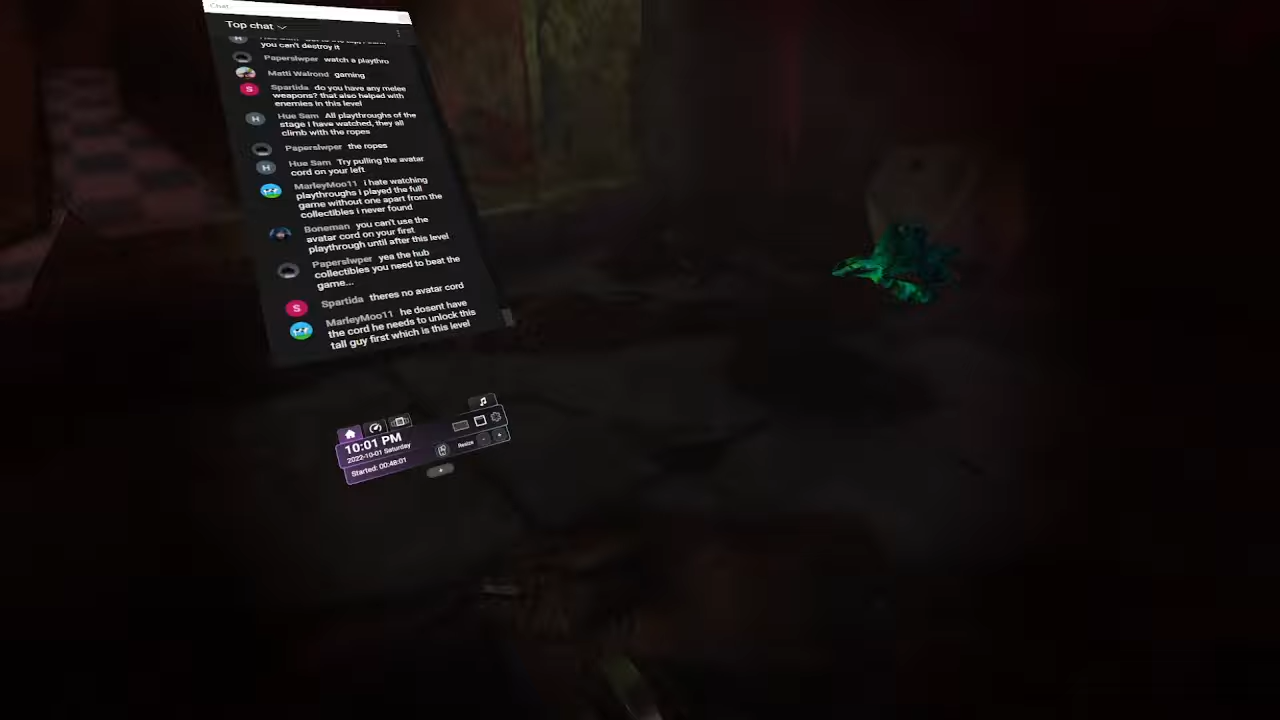 Chat
Top chat
you can't destroy it
Paperslwper watch a playthro
Matti Walrond gaming
S
Spartida do you have any melee
weapons? that also helped with
enemies in this level
H
Hue Sam All playthroughs of the
stage I have watched, they all
climb with the ropes
Paperslwper the ropes
H
Hue Sam Try pulling the avatar
cord on your left
MarleyMoo11 i hate watching
playthroughs i played the full
game without one apart from the
collectibles i never found
Boneman you can't use the
avatar cord on your first
playthrough until after this level
Paperslwper yea the hub
collectibles you need to beat the
game...
S
Spartida theres no avatar cord
MarleyMoo11 he dosent have
the cord he needs to unlock this
tall guy first which is this level
10:01 PM
2022-10-01 Saturday
Started: 00:48:01
Resize - +